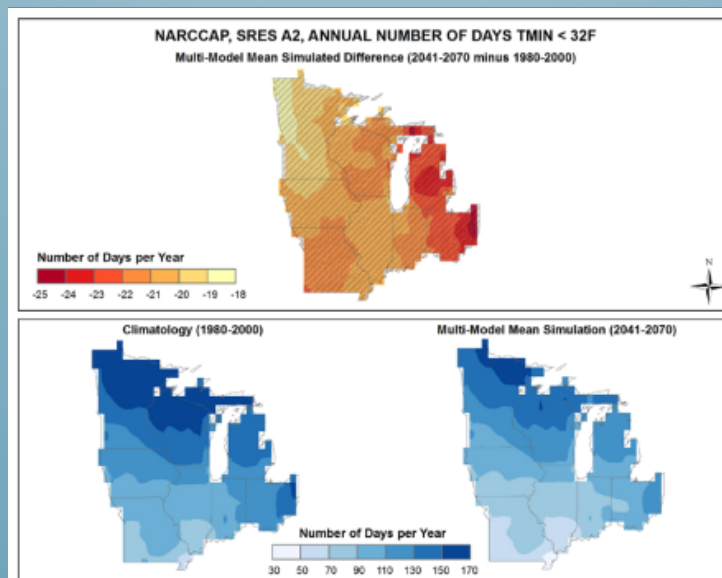 NARCCAP, SRES A2, ANNUAL NUMBER OF DAYS TMIN < 32F
Multi-Model Mean Simulated Difference (2041-2070 minus 1980-2000)
Number of Days per Year
-25 -24 -23 -22 -21 -20 -19 -18
N
Climatology (1980-2000)
Multi-Model Mean Simulation (2041-2070)
Number of Days per Year
30 50 70 90 110 130 150 170